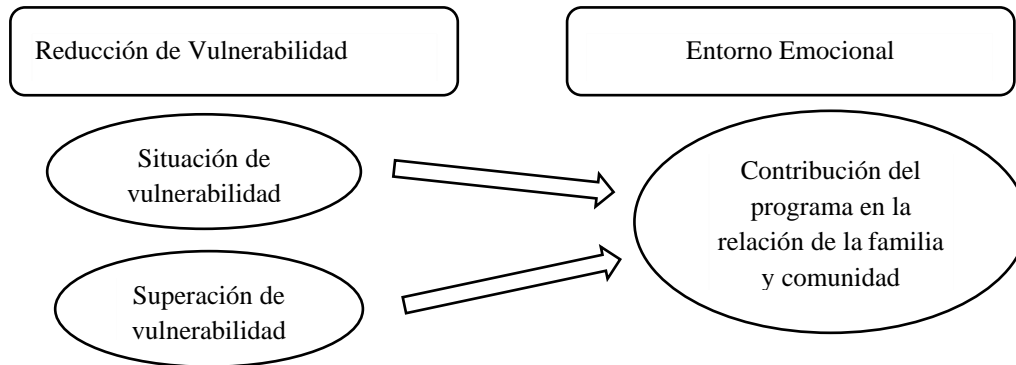 Reducción de Vulnerabilidad
Entorno Emocional
Situación de
vulnerabilidad
Superación de
vulnerabilidad
Contribución del
programa en la
relación de la familia
y comunidad